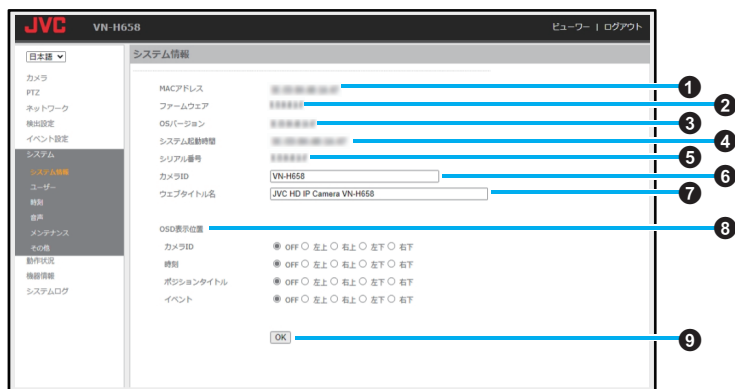 JVC VN-H658 ビューワー | ログアウト
日本語
システム情報
カメラ
PTZ
ネットワーク
検出設定
イベント設定
システム
システム情報
ユーザー
時刻
音声
メンテナンス
その他
動作状況
機器情報
システムログ
MACアドレス
1
ファームウェア
2
OSバージョン
3
システム起動時間
4
シリアル番号
5
カメラID VN-H658
6
ウェブタイトル名 JVC HD IP Camera VN-H658
7
OSD表示位置
8
カメラID OFF 左上 右上 左下 右下
時刻 OFF 左上 右上 左下 右下
ポジションタイトル OFF 左上 右上 左下 右下
イベント OFF 左上 右上 左下 右下
OK
9